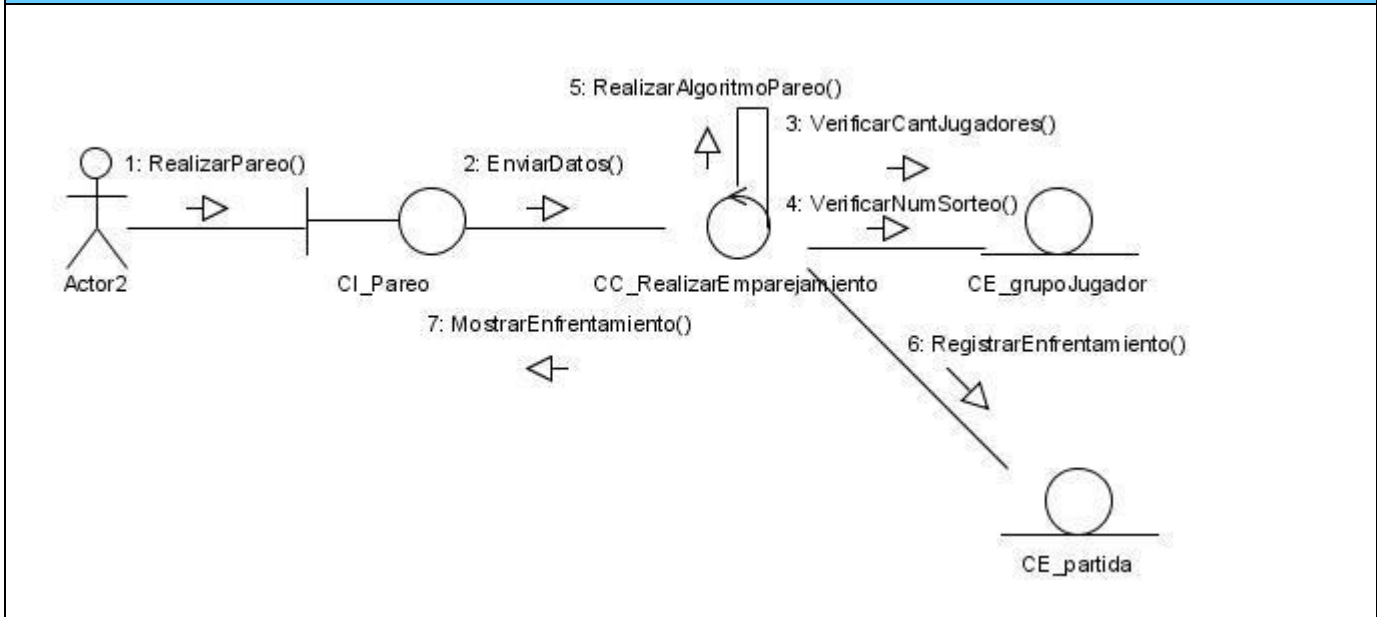 5: RealizarAlgoritmoPareo()
3: VerificarCantJugadores()
1: RealizarPareo()
2: EnviarDatos()
4: VerificarNumSorteo()
Actor2
CI_Pareo
CC_RealizarEmparejamiento
CE_grupoJugador
7: MostrarEnfrentamiento()
6: RegistrarEnfrentamiento()
CE_partida